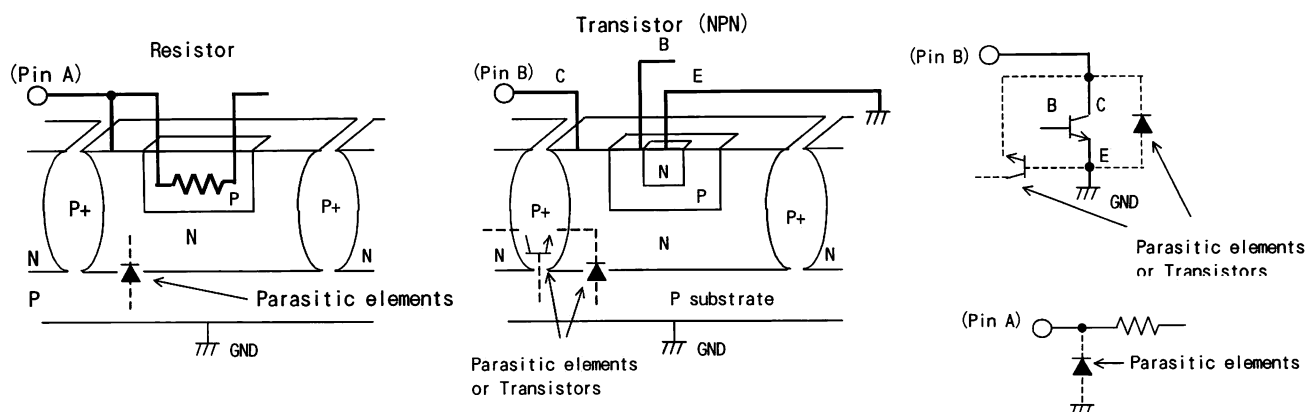 Resistor
(Pin A)
P+
N
P
N
P
P+
N
Parasitic elements
GND
Transistor (NPN)
(Pin B)
C
B
E
N
P
P+
N
N
P+
N
P substrate
GND
Parasitic elements
or Transistors
(Pin B)
B
C
E
GND
Parasitic elements
or Transistors
(Pin A)
Parasitic elements